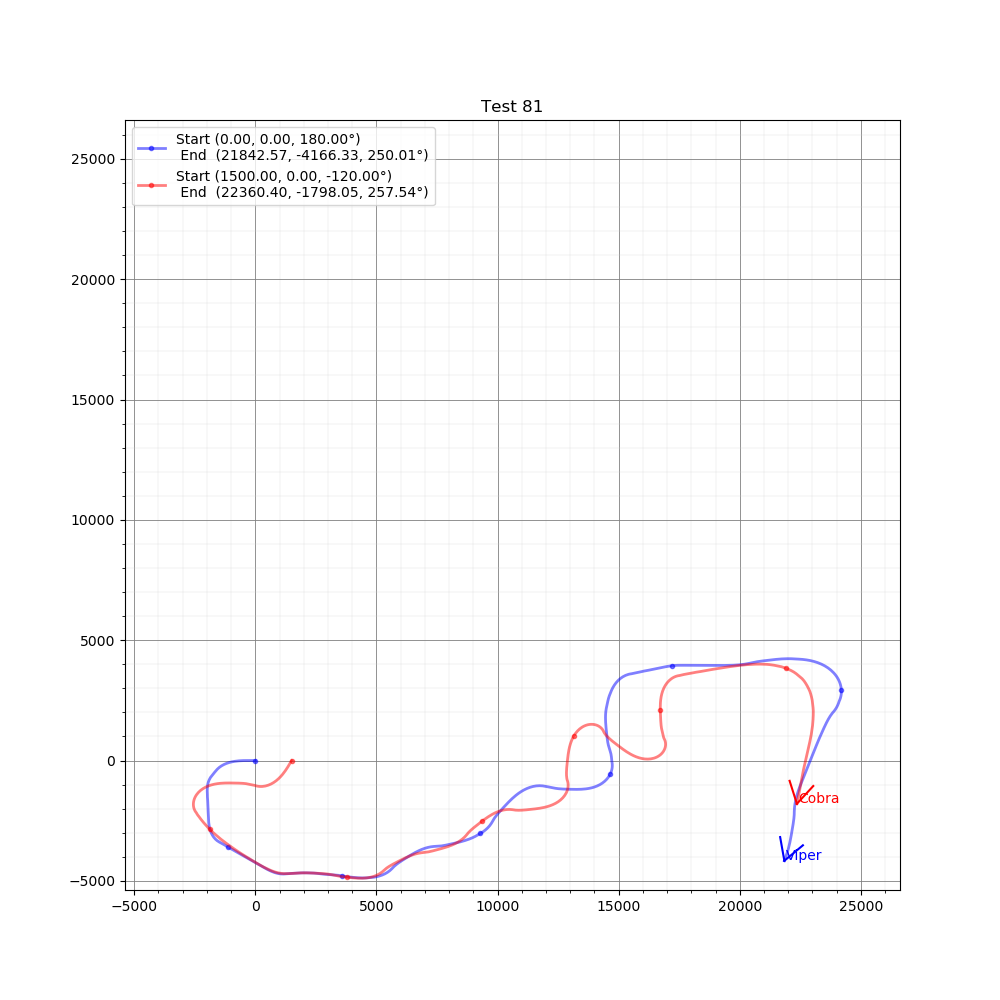 Test 81
Start (0.00, 0.00, 180.00°)
End (21842.57, -4166.33, 250.01°)
Start (1500.00, 0.00, -120.00°)
End (22360.40, -1798.05, 257.54°)
25000
20000
15000
10000
5000
0
−5000
Cobra
Viper
−5000 0 5000 10000 15000 20000 25000